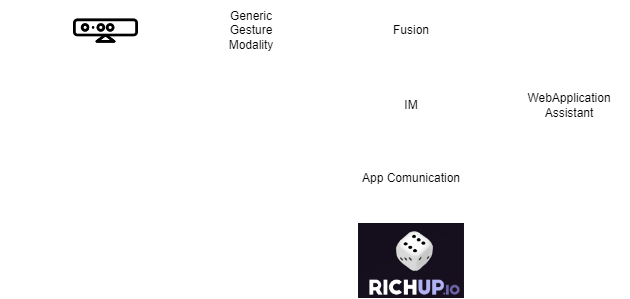 Generic
Gesture
Modality
Fusion
IM
WebApplication
Assistant
App Comunication
RICHUP.IO